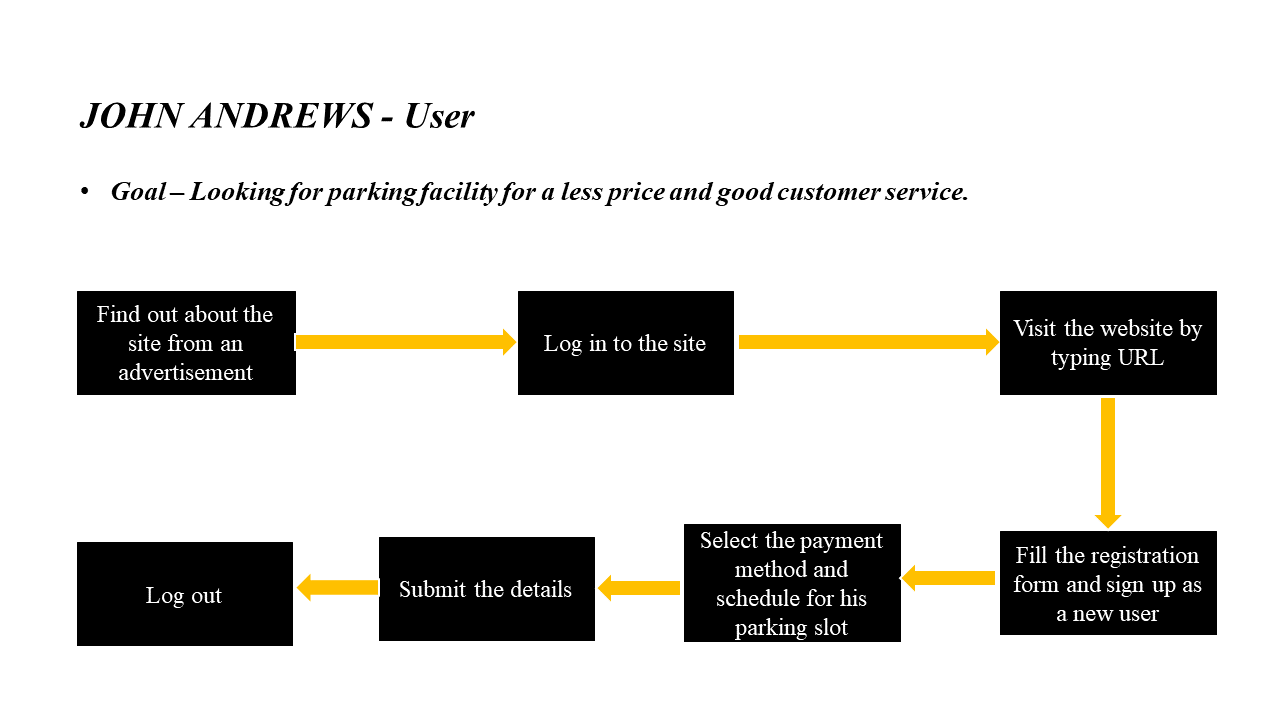 JOHN ANDREWS - User
• Goal – Looking for parking facility for a less price and good customer service.
Find out about the
site from an
advertisement
Log in to the site
Visit the website by
typing URL
Fill the registration
form and sign up as
a new user
Select the payment
method and
schedule for his
parking slot
Submit the details
Log out